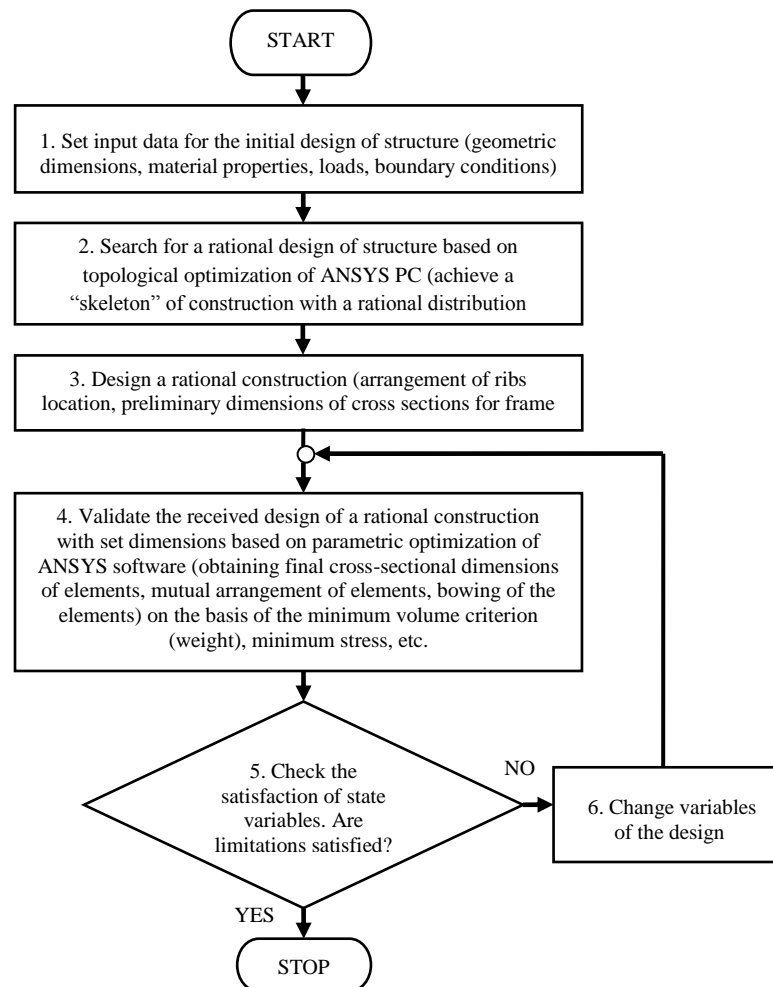 START
1. Set input data for the initial design of structure (geometric
dimensions, material properties, loads, boundary conditions)
2. Search for a rational design of structure based on
topological optimization of ANSYS PC (achieve a
“skeleton” of construction with a rational distribution
3. Design a rational construction (arrangement of ribs
location, preliminary dimensions of cross sections for frame
4. Validate the received design of a rational construction
with set dimensions based on parametric optimization of
ANSYS software (obtaining final cross-sectional dimensions
of elements, mutual arrangement of elements, bowing of the
elements) on the basis of the minimum volume criterion
(weight), minimum stress, etc.
5. Check the
satisfaction of state
variables. Are
limitations satisfied?
NO
6. Change variables
of the design
YES
STOP